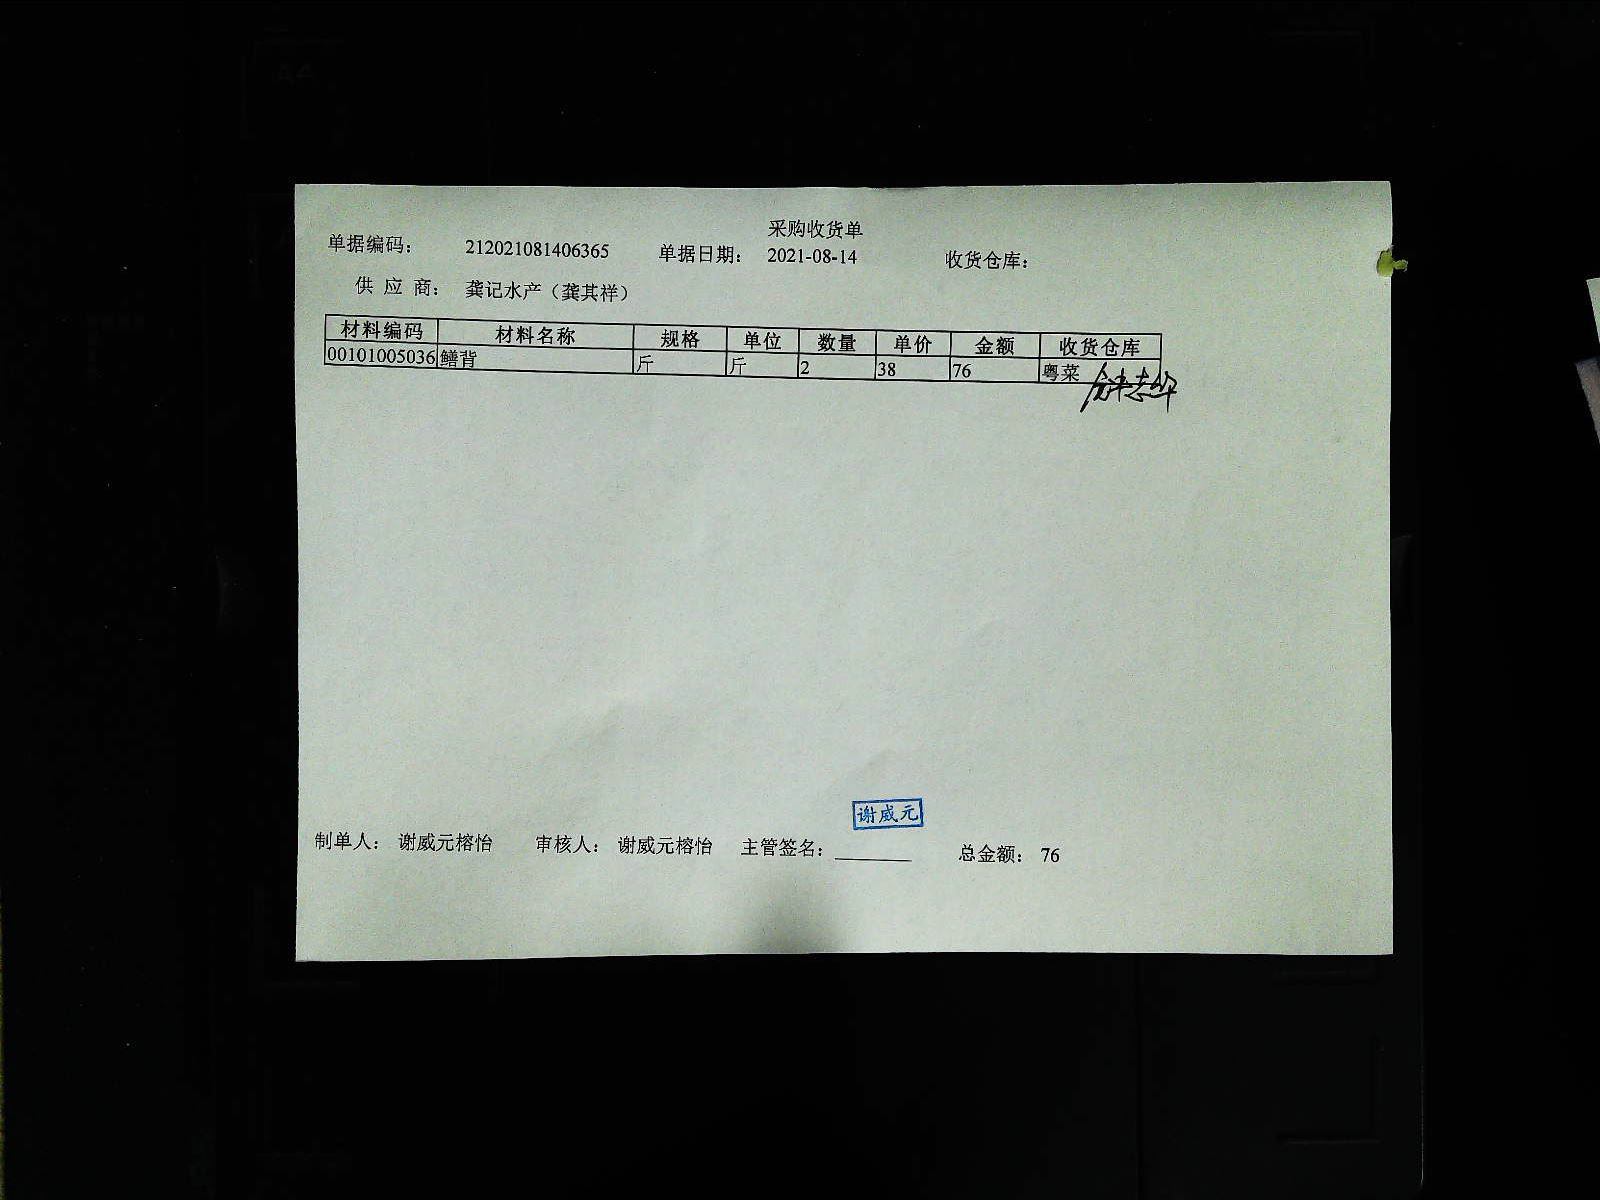 采购收货单
单据编码： 212021081406365 单据日期： 2021-08-14 收货仓库：
供 应 商： 龚记水产（龚其祥）
材料编码 材料名称 规格 单位 数量 单价 金额 收货仓库
00101005036 鳝背 斤 斤 2 38 76 粤菜
谢威元
制单人： 谢威元榕怡 审核人： 谢威元榕怡 主管签名： 总金额： 76